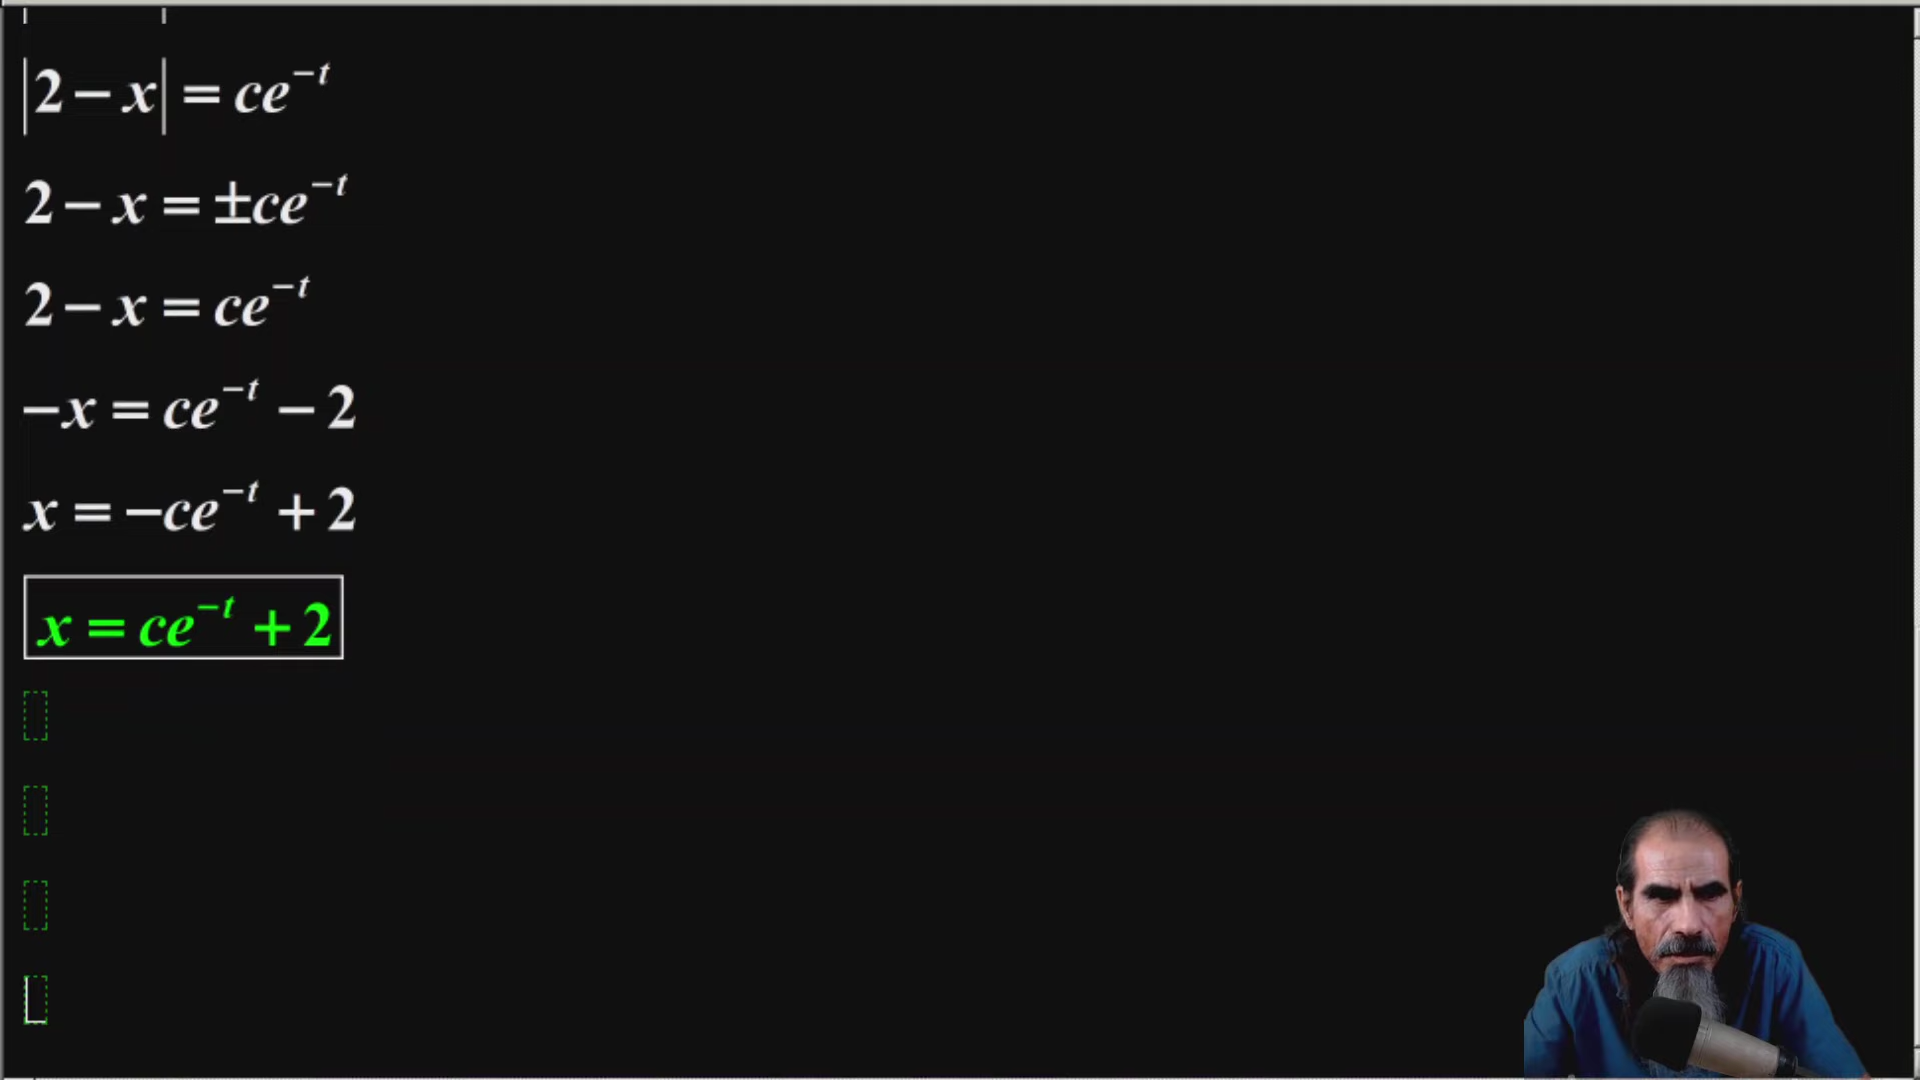 |2 − x| = ce⁻ᵗ
2 − x = ±ce⁻ᵗ
2 − x = ce⁻ᵗ
−x = ce⁻ᵗ − 2
x = −ce⁻ᵗ + 2
x = ce⁻ᵗ + 2